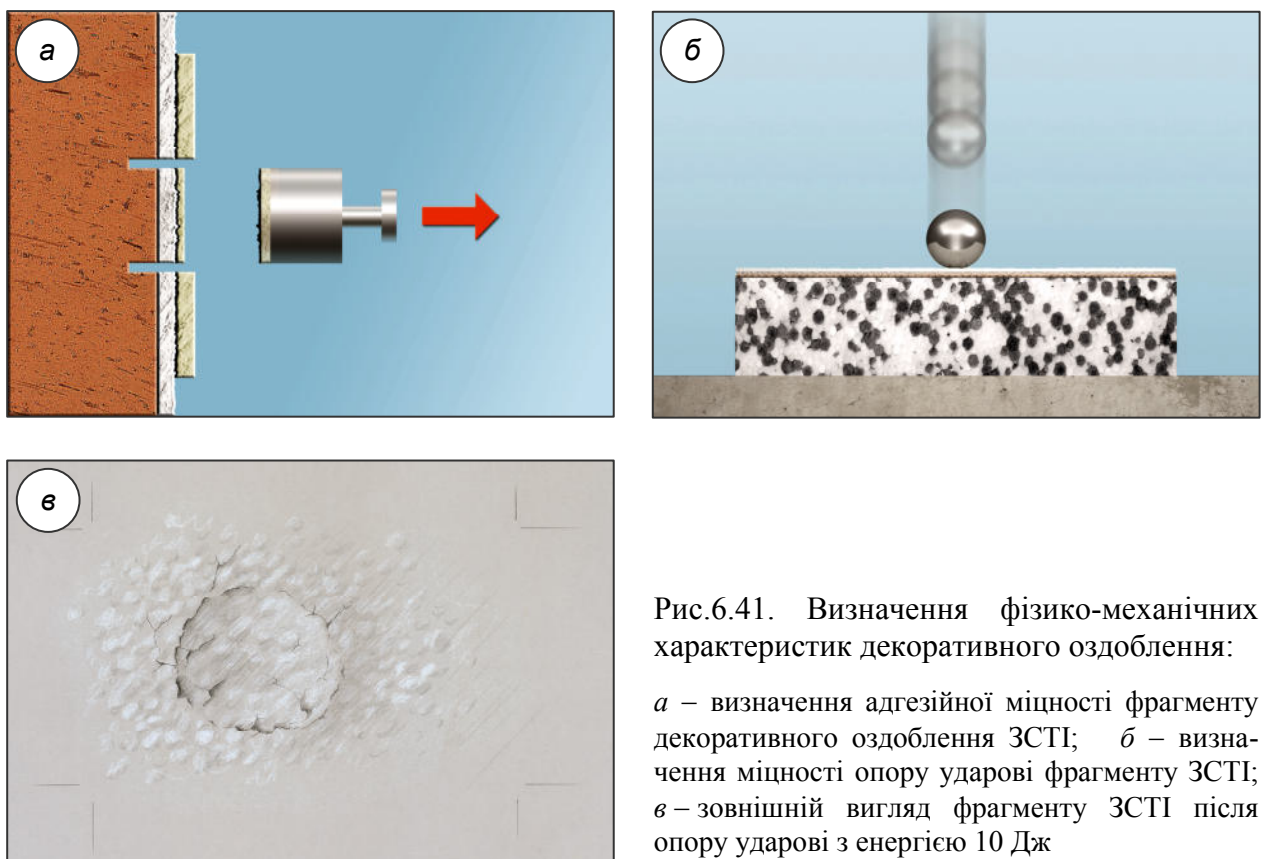 а
б
в
Рис.6.41. Визначення фізико-механічних
характеристик декоративного оздоблення:
а – визначення адгезійної міцності фрагменту
декоративного оздоблення ЗСТІ; б – визна-
чення міцності опору ударові фрагменту ЗСТІ;
в – зовнішній вигляд фрагменту ЗСТІ після
опору ударові з енергією 10 Дж